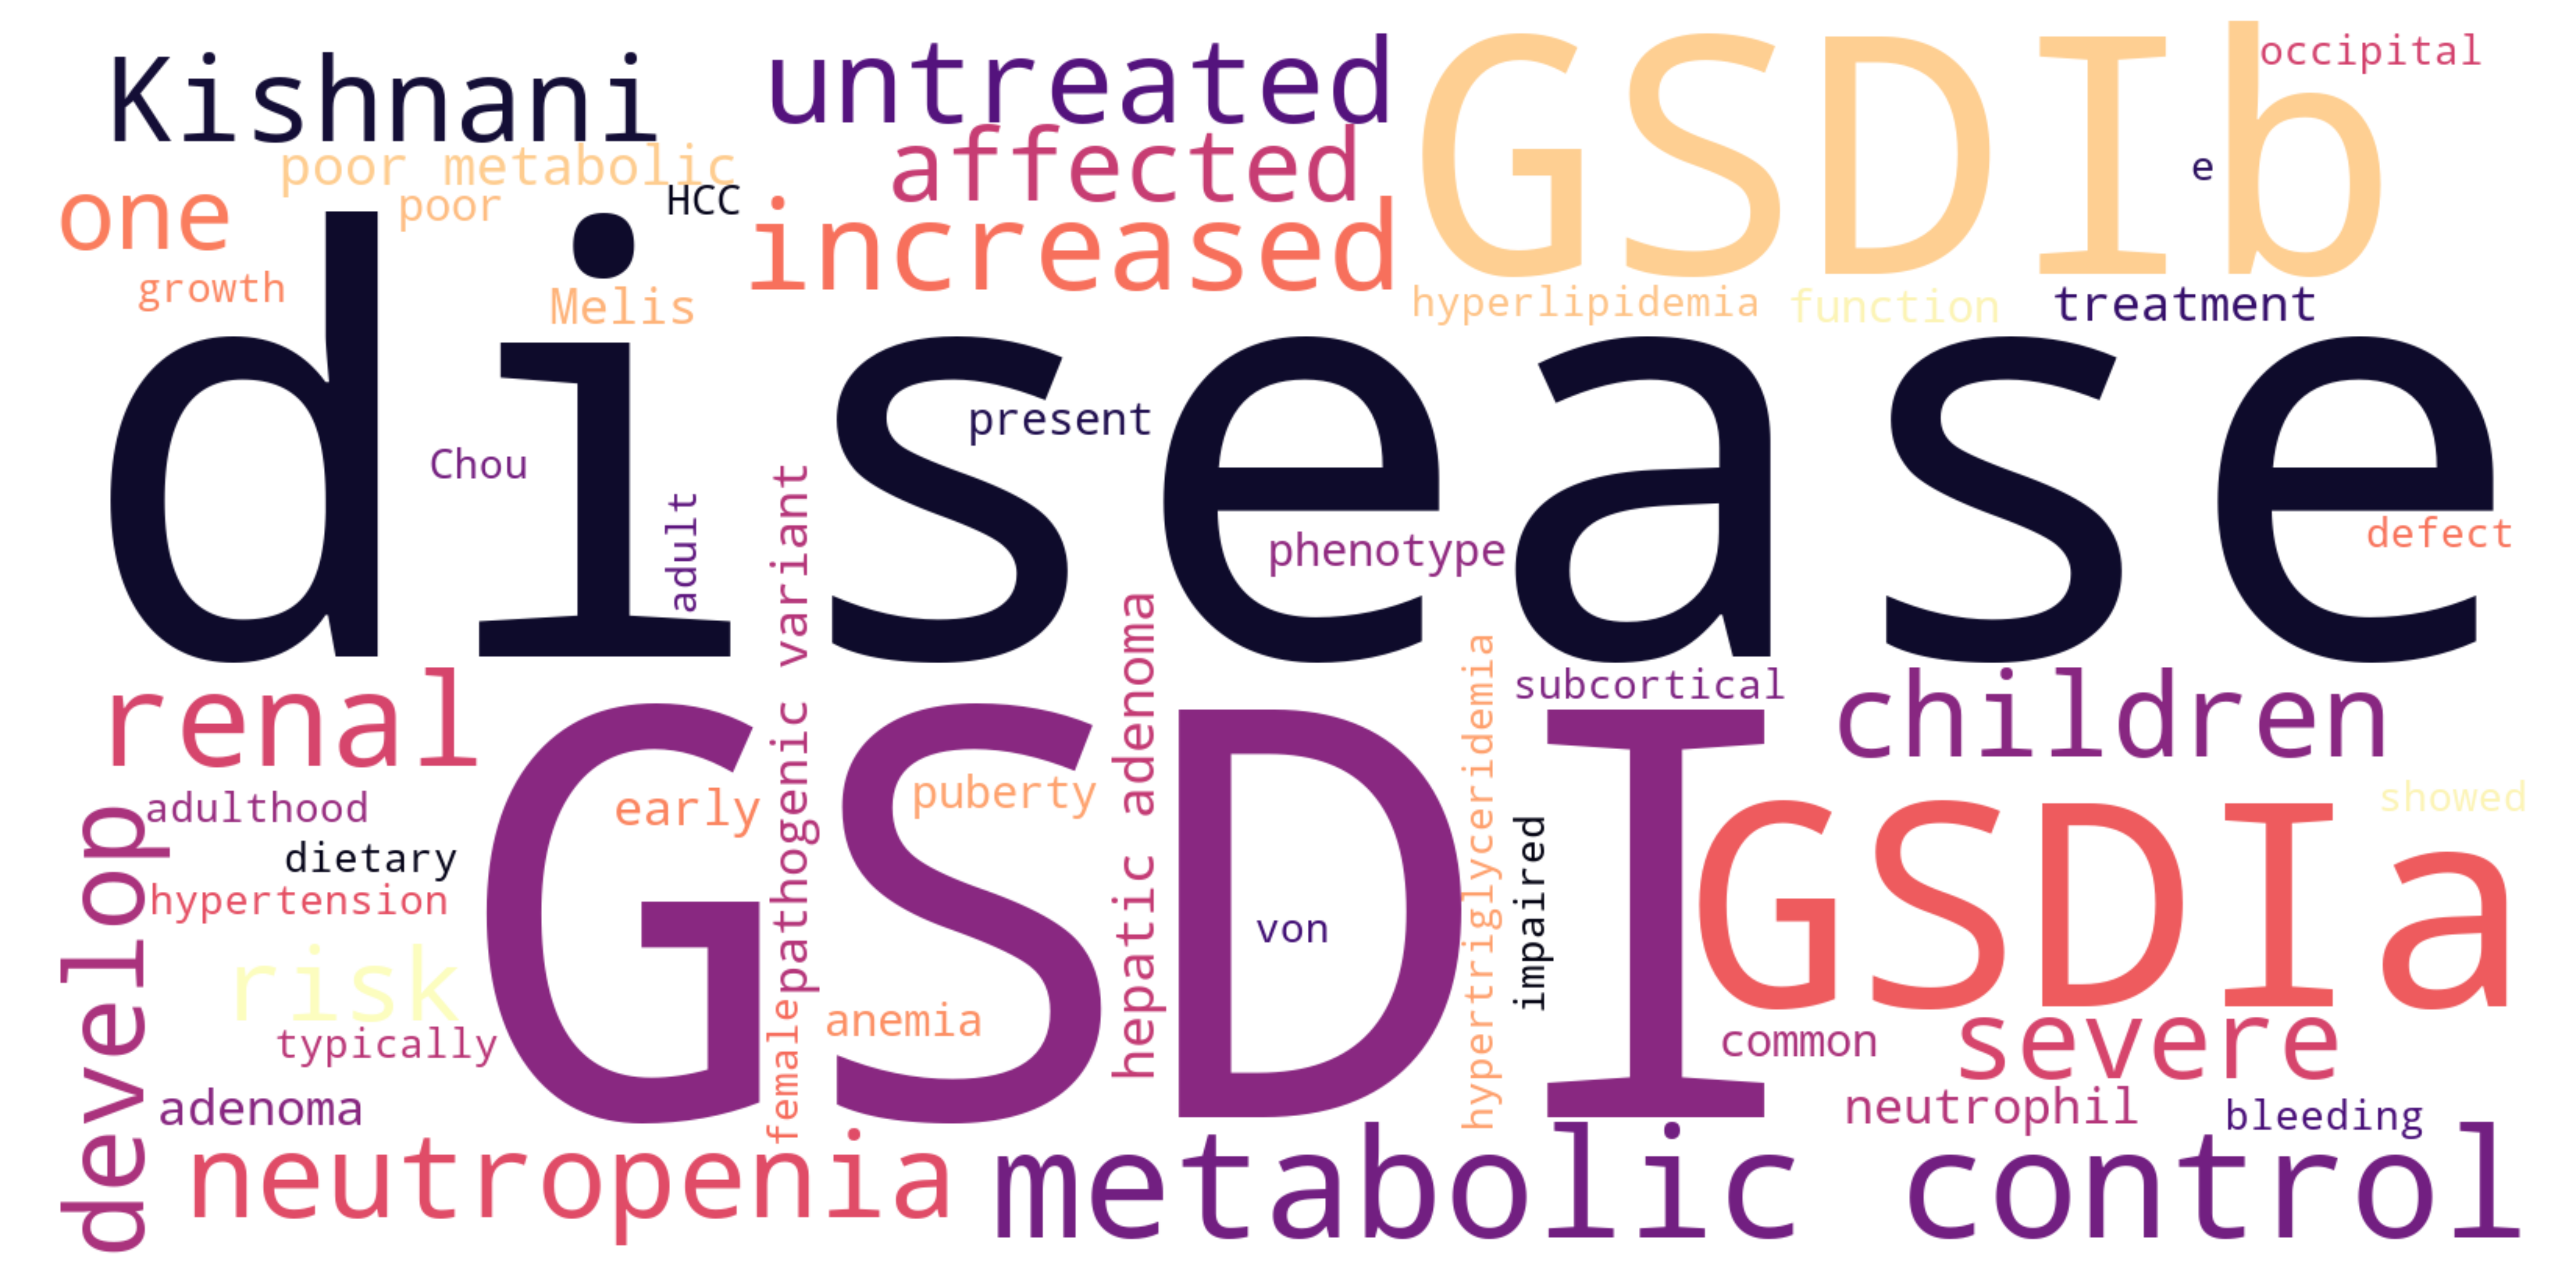 Kishnani
untreated
GSDIb
occipital
poor metabolic
affected
HCC
e
one
poor
increased
growth
Melis
hyperlipidemia
function
treatment
disease
present
Chou
adult
phenotype
defect
pathogenic variant
hepatic adenoma
hypertriglyceridemia
subcortical
renal
children
GSDI
puberty
early
showed
adulthood
GSDIa
dietary
impaired
hypertension
von
develop
risk
female
anemia
typically
common
severe
adenoma
neutrophil
bleeding
neutropenia
metabolic control